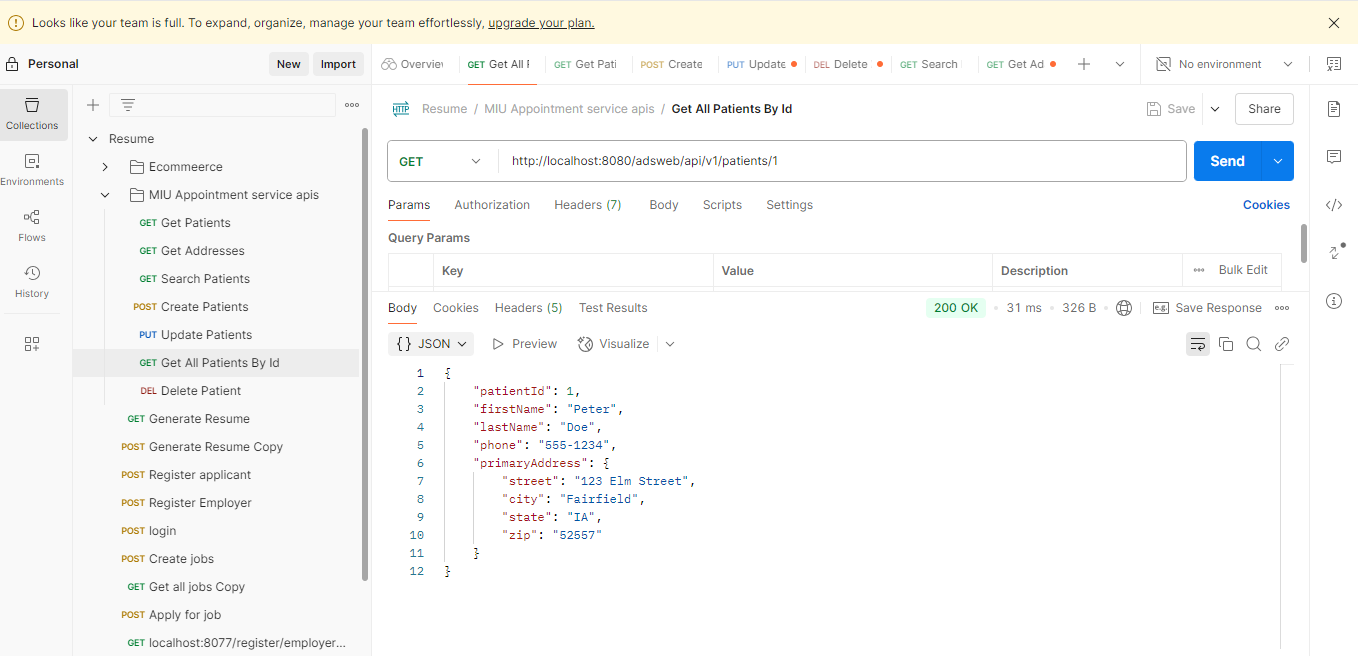 Looks like your team is full. To expand, organize, manage your team effortlessly, upgrade your plan.
Personal
New
Import
Overview
GET Get All P
GET Get Pati
POST Create
PUT Update
DEL Delete
GET Search
GET Get Ad
No environment
Collections
Environments
Flows
History
Resume
Ecommeerce
MIU Appointment service apis
GET Get Patients
GET Get Addresses
GET Search Patients
POST Create Patients
PUT Update Patients
GET Get All Patients By Id
DEL Delete Patient
GET Generate Resume
POST Generate Resume Copy
POST Register applicant
POST Register Employer
POST login
POST Create jobs
GET Get all jobs Copy
POST Apply for job
GET localhost:8077/register/employer...
HTTP Resume / MIU Appointment service apis / Get All Patients By Id
Save
Share
GET http://localhost:8080/adsweb/api/v1/patients/1
Send
Params Authorization Headers (7) Body Scripts Settings
Cookies
Query Params
Key Value Description Bulk Edit
Body Cookies Headers (5) Test Results
200 OK 31 ms 326 B e.g. Save Response
{} JSON Preview Visualize
1 {
2 "patientId": 1,
3 "firstName": "Peter",
4 "lastName": "Doe",
5 "phone": "555-1234",
6 "primaryAddress": {
7 "street": "123 Elm Street",
8 "city": "Fairfield",
9 "state": "IA",
10 "zip": "52557"
11 }
12 }